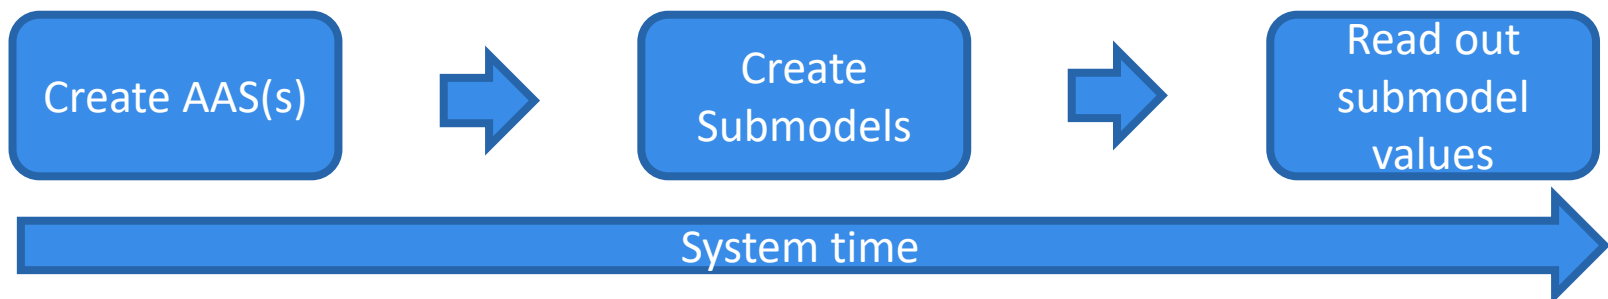 Create AAS(s)
Create
Submodels
Read out
submodel
values
System time